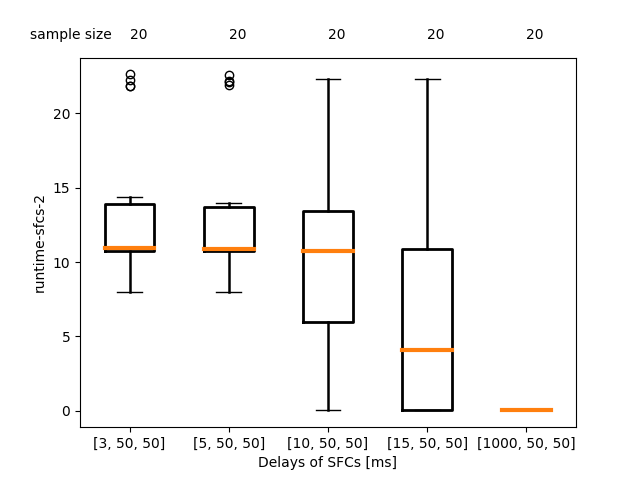 sample size 20 20 20 20 20
runtime-sfcs-2
20
15
10
5
0
[3, 50, 50] [5, 50, 50] [10, 50, 50] [15, 50, 50] [1000, 50, 50]
Delays of SFCs [ms]